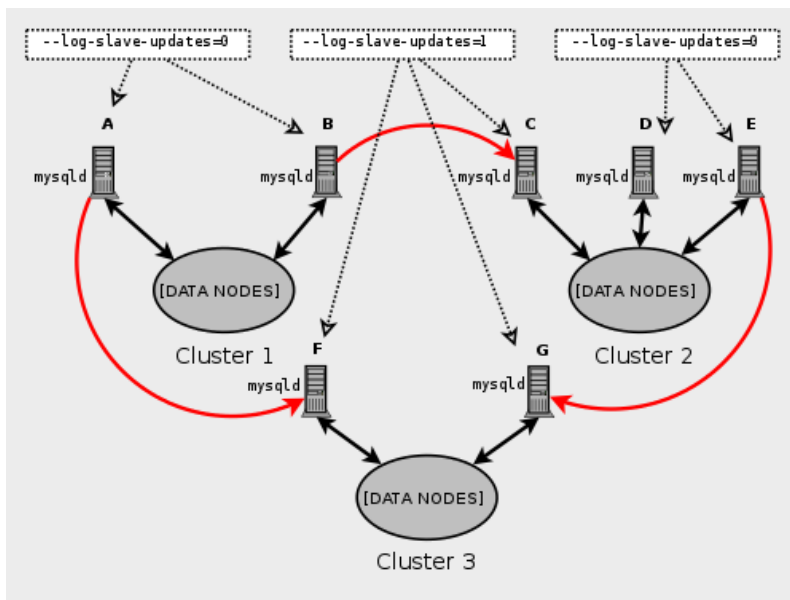 --log-slave-updates=0
--log-slave-updates=1
--log-slave-updates=0
A
B
C
D
E
mysqld
mysqld
mysqld
mysqld
mysqld
[DATA NODES]
[DATA NODES]
Cluster 1
Cluster 2
F
G
mysqld
mysqld
[DATA NODES]
Cluster 3